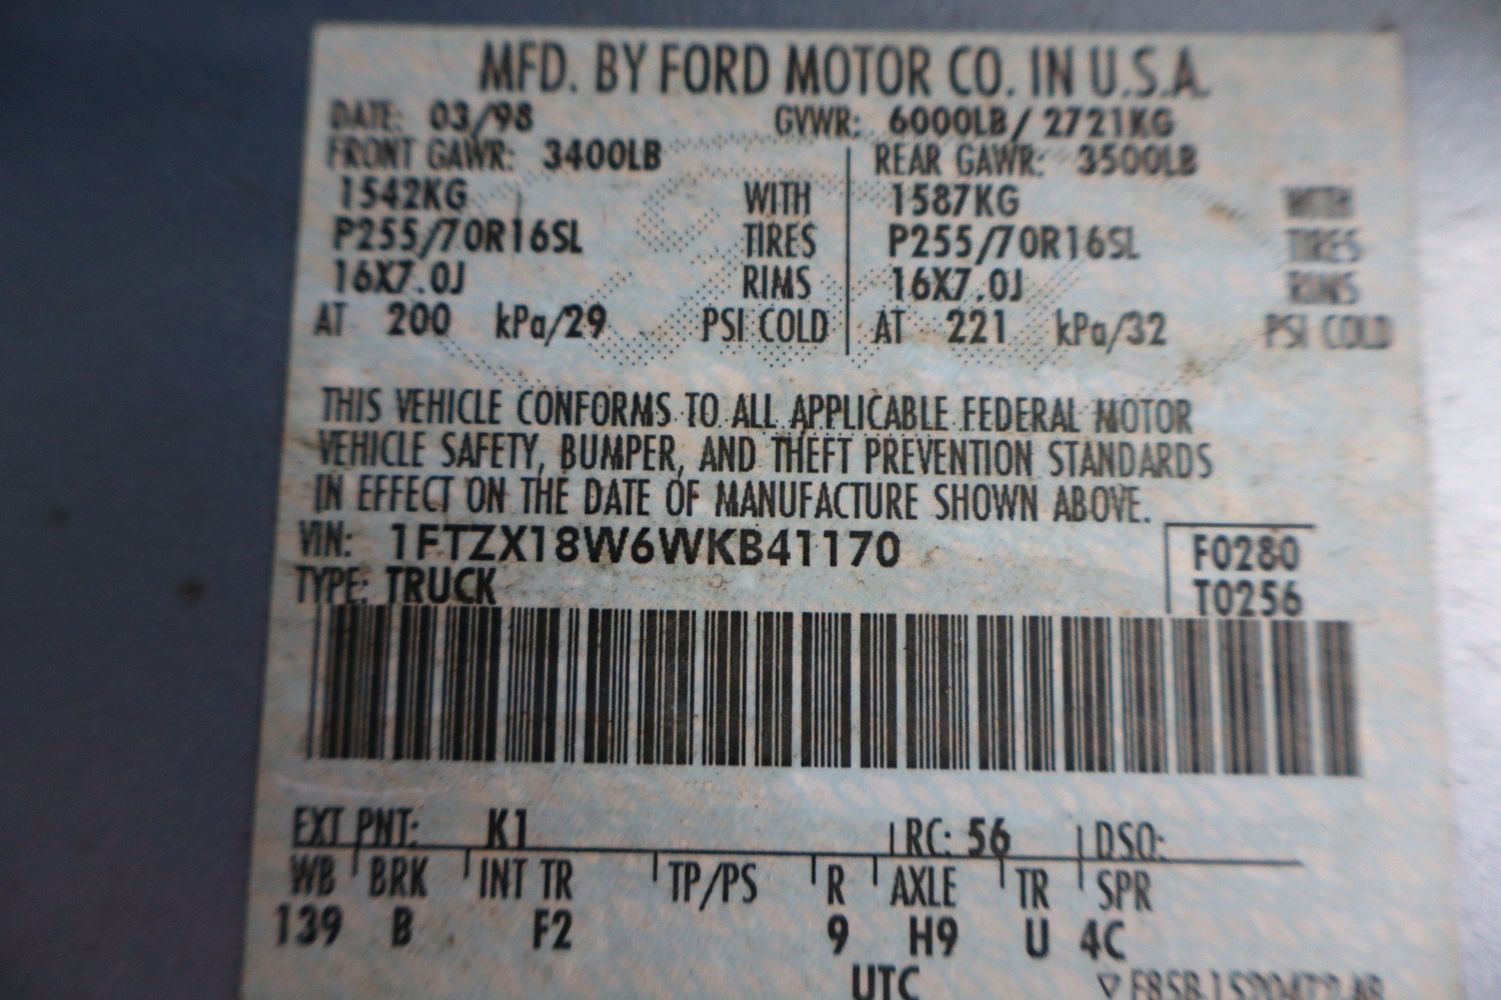 MFD. BY FORD MOTOR CO. IN U.S.A.
DATE: 03/98 GVWR: 6000LB/ 2721KG
FRONT GAWR: 3400LB REAR GAWR: 3500LB
1542KG WITH 1587KG WITH
P255/70R16SL TIRES P255/70R16SL TIRES
16X7.0J RIMS 16X7.0J RIMS
AT 200 kPa/29 PSI COLD AT 221 kPa/32 PSI COLD
THIS VEHICLE CONFORMS TO ALL APPLICABLE FEDERAL MOTOR
VEHICLE SAFETY, BUMPER, AND THEFT PREVENTION STANDARDS
IN EFFECT ON THE DATE OF MANUFACTURE SHOWN ABOVE.
VIN: 1FTZX18W6WKB41170 F0280
TYPE: TRUCK T0256
EXT PNT: K1 RC: 56 DSO:
WB BRK INT TR TP/PS R AXLE TR SPR
139 B F2 9 H9 U 4C
UTC